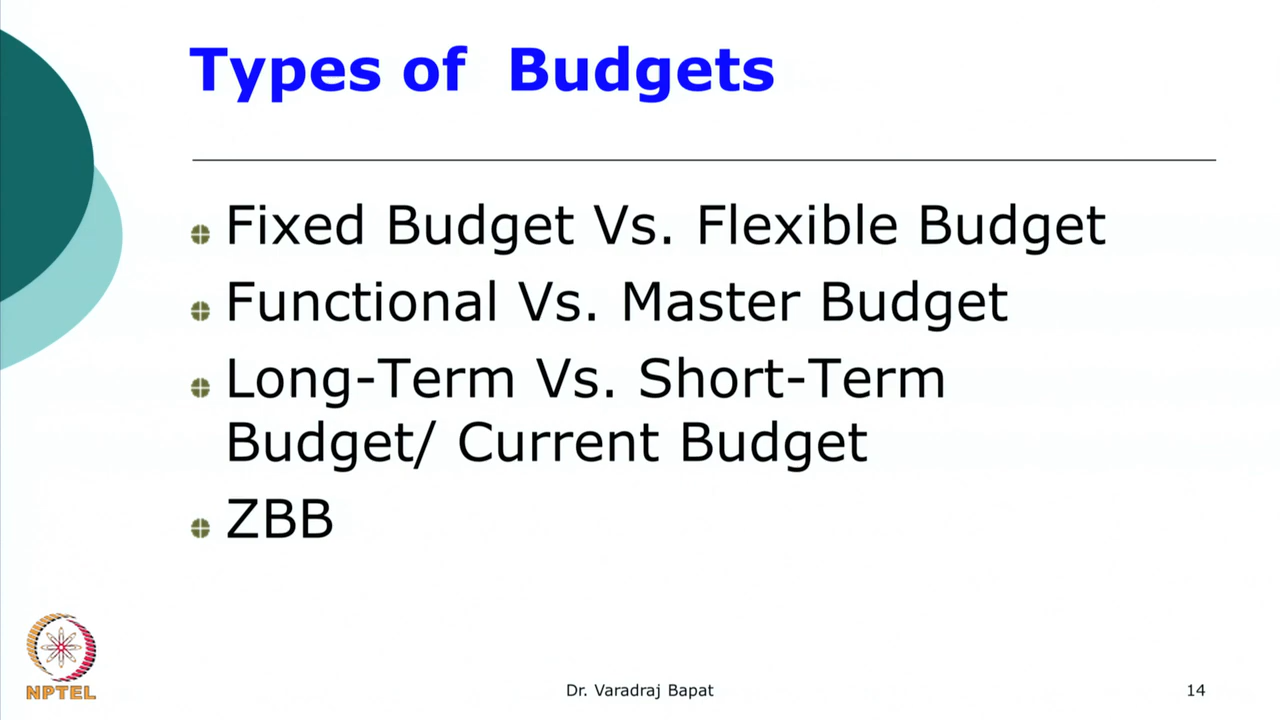 Types of Budgets
Fixed Budget Vs. Flexible Budget
Functional Vs. Master Budget
Long-Term Vs. Short-Term
Budget/ Current Budget
ZBB
NPTEL
Dr. Varadraj Bapat
14